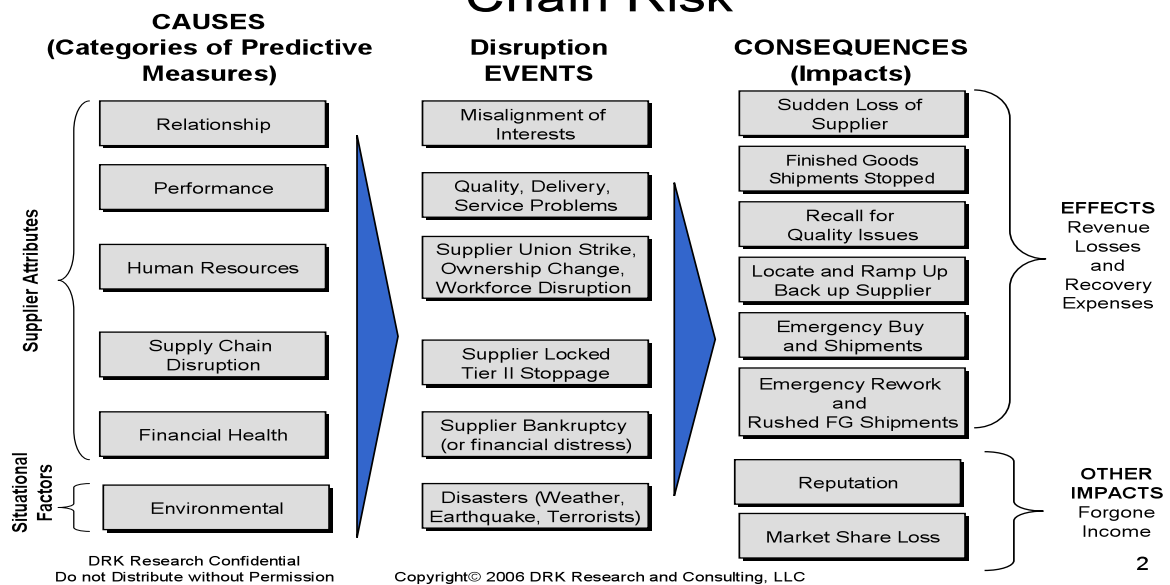 Chain Risk
CAUSES
(Categories of Predictive
Measures)
Disruption
EVENTS
CONSEQUENCES
(Impacts)
Supplier Attributes
Relationship
Performance
Human Resources
Supply Chain
Disruption
Financial Health
Situational
Factors
Environmental
Misalignment of
Interests
Quality, Delivery,
Service Problems
Supplier Union Strike,
Ownership Change,
Workforce Disruption
Supplier Locked
Tier II Stoppage
Supplier Bankruptcy
(or financial distress)
Disasters (Weather,
Earthquake, Terrorists)
Sudden Loss of
Supplier
Finished Goods
Shipments Stopped
Recall for
Quality Issues
Locate and Ramp Up
Back up Supplier
Emergency Buy
and Shipments
Emergency Rework
and
Rushed FG Shipments
Reputation
Market Share Loss
EFFECTS
Revenue
Losses
and
Recovery
Expenses
OTHER
IMPACTS
Forgone
Income
DRK Research Confidential
Do not Distribute without Permission
Copyright© 2006 DRK Research and Consulting, LLC
2